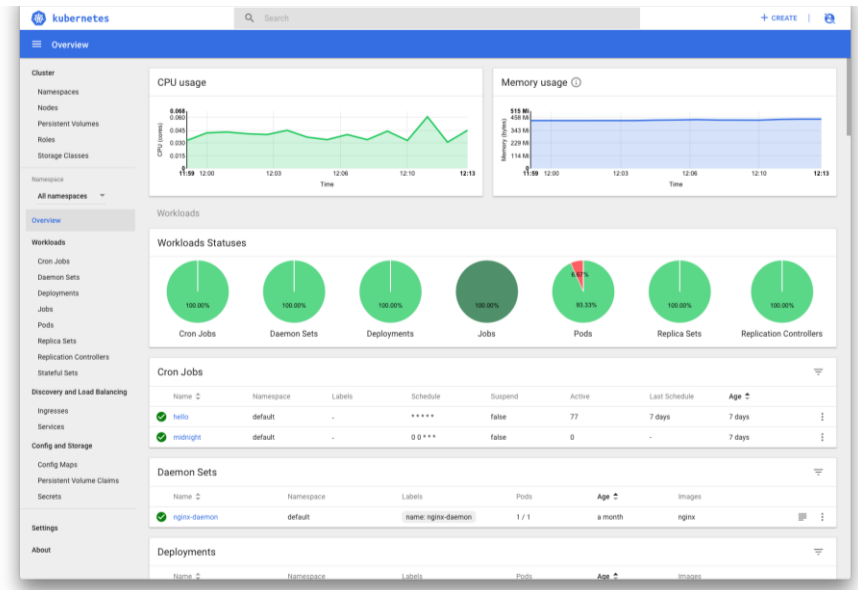 kubernetes
Search
+ CREATE
Overview
Cluster
Namespaces
Nodes
Persistent Volumes
Roles
Storage Classes
Namespace
All namespaces
Overview
Workloads
Cron Jobs
Daemon Sets
Deployments
Jobs
Pods
Replica Sets
Replication Controllers
Stateful Sets
Discovery and Load Balancing
Ingresses
Services
Config and Storage
Config Maps
Persistent Volume Claims
Secrets
Settings
About
CPU usage
CPU (cores)
0.068
0.060
0.045
0.030
0.015
0
11:59 12:00 12:03 12:06 12:10 12:13
Time
Memory usage
Memory (bytes)
515 Mi
458 Mi
343 Mi
229 Mi
114 Mi
0
11:59 12:00 12:03 12:06 12:10 12:13
Time
Workloads
Workloads Statuses
6.67%
100.00% 100.00% 100.00% 100.00% 93.33% 100.00% 100.00%
Cron Jobs Daemon Sets Deployments Jobs Pods Replica Sets Replication Controllers
Cron Jobs
Name Namespace Labels Schedule Suspend Active Last Schedule Age
hello default - * * * * * false 77 7 days 7 days
midnight default - 0 0 * * * false 0 - 7 days
Daemon Sets
Name Namespace Labels Pods Age Images
nginx-daemon default name: nginx-daemon 1 / 1 a month nginx
Deployments
Name Namespace Labels Pods Age Images